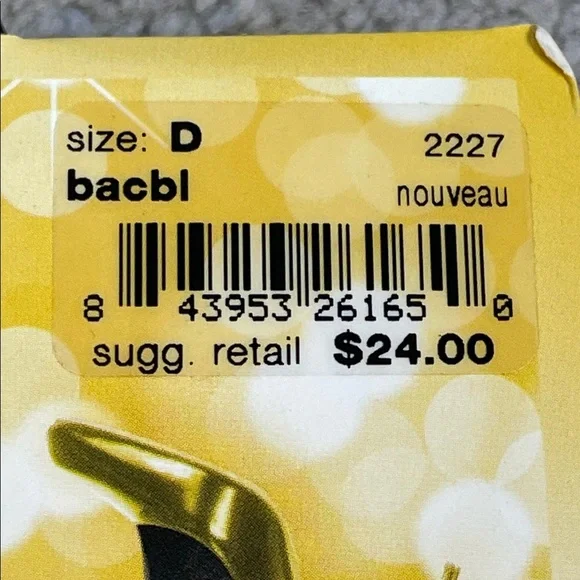 size: D 2227
bacbl nouveau
8 43953 26165 0
sugg. retail $24.00